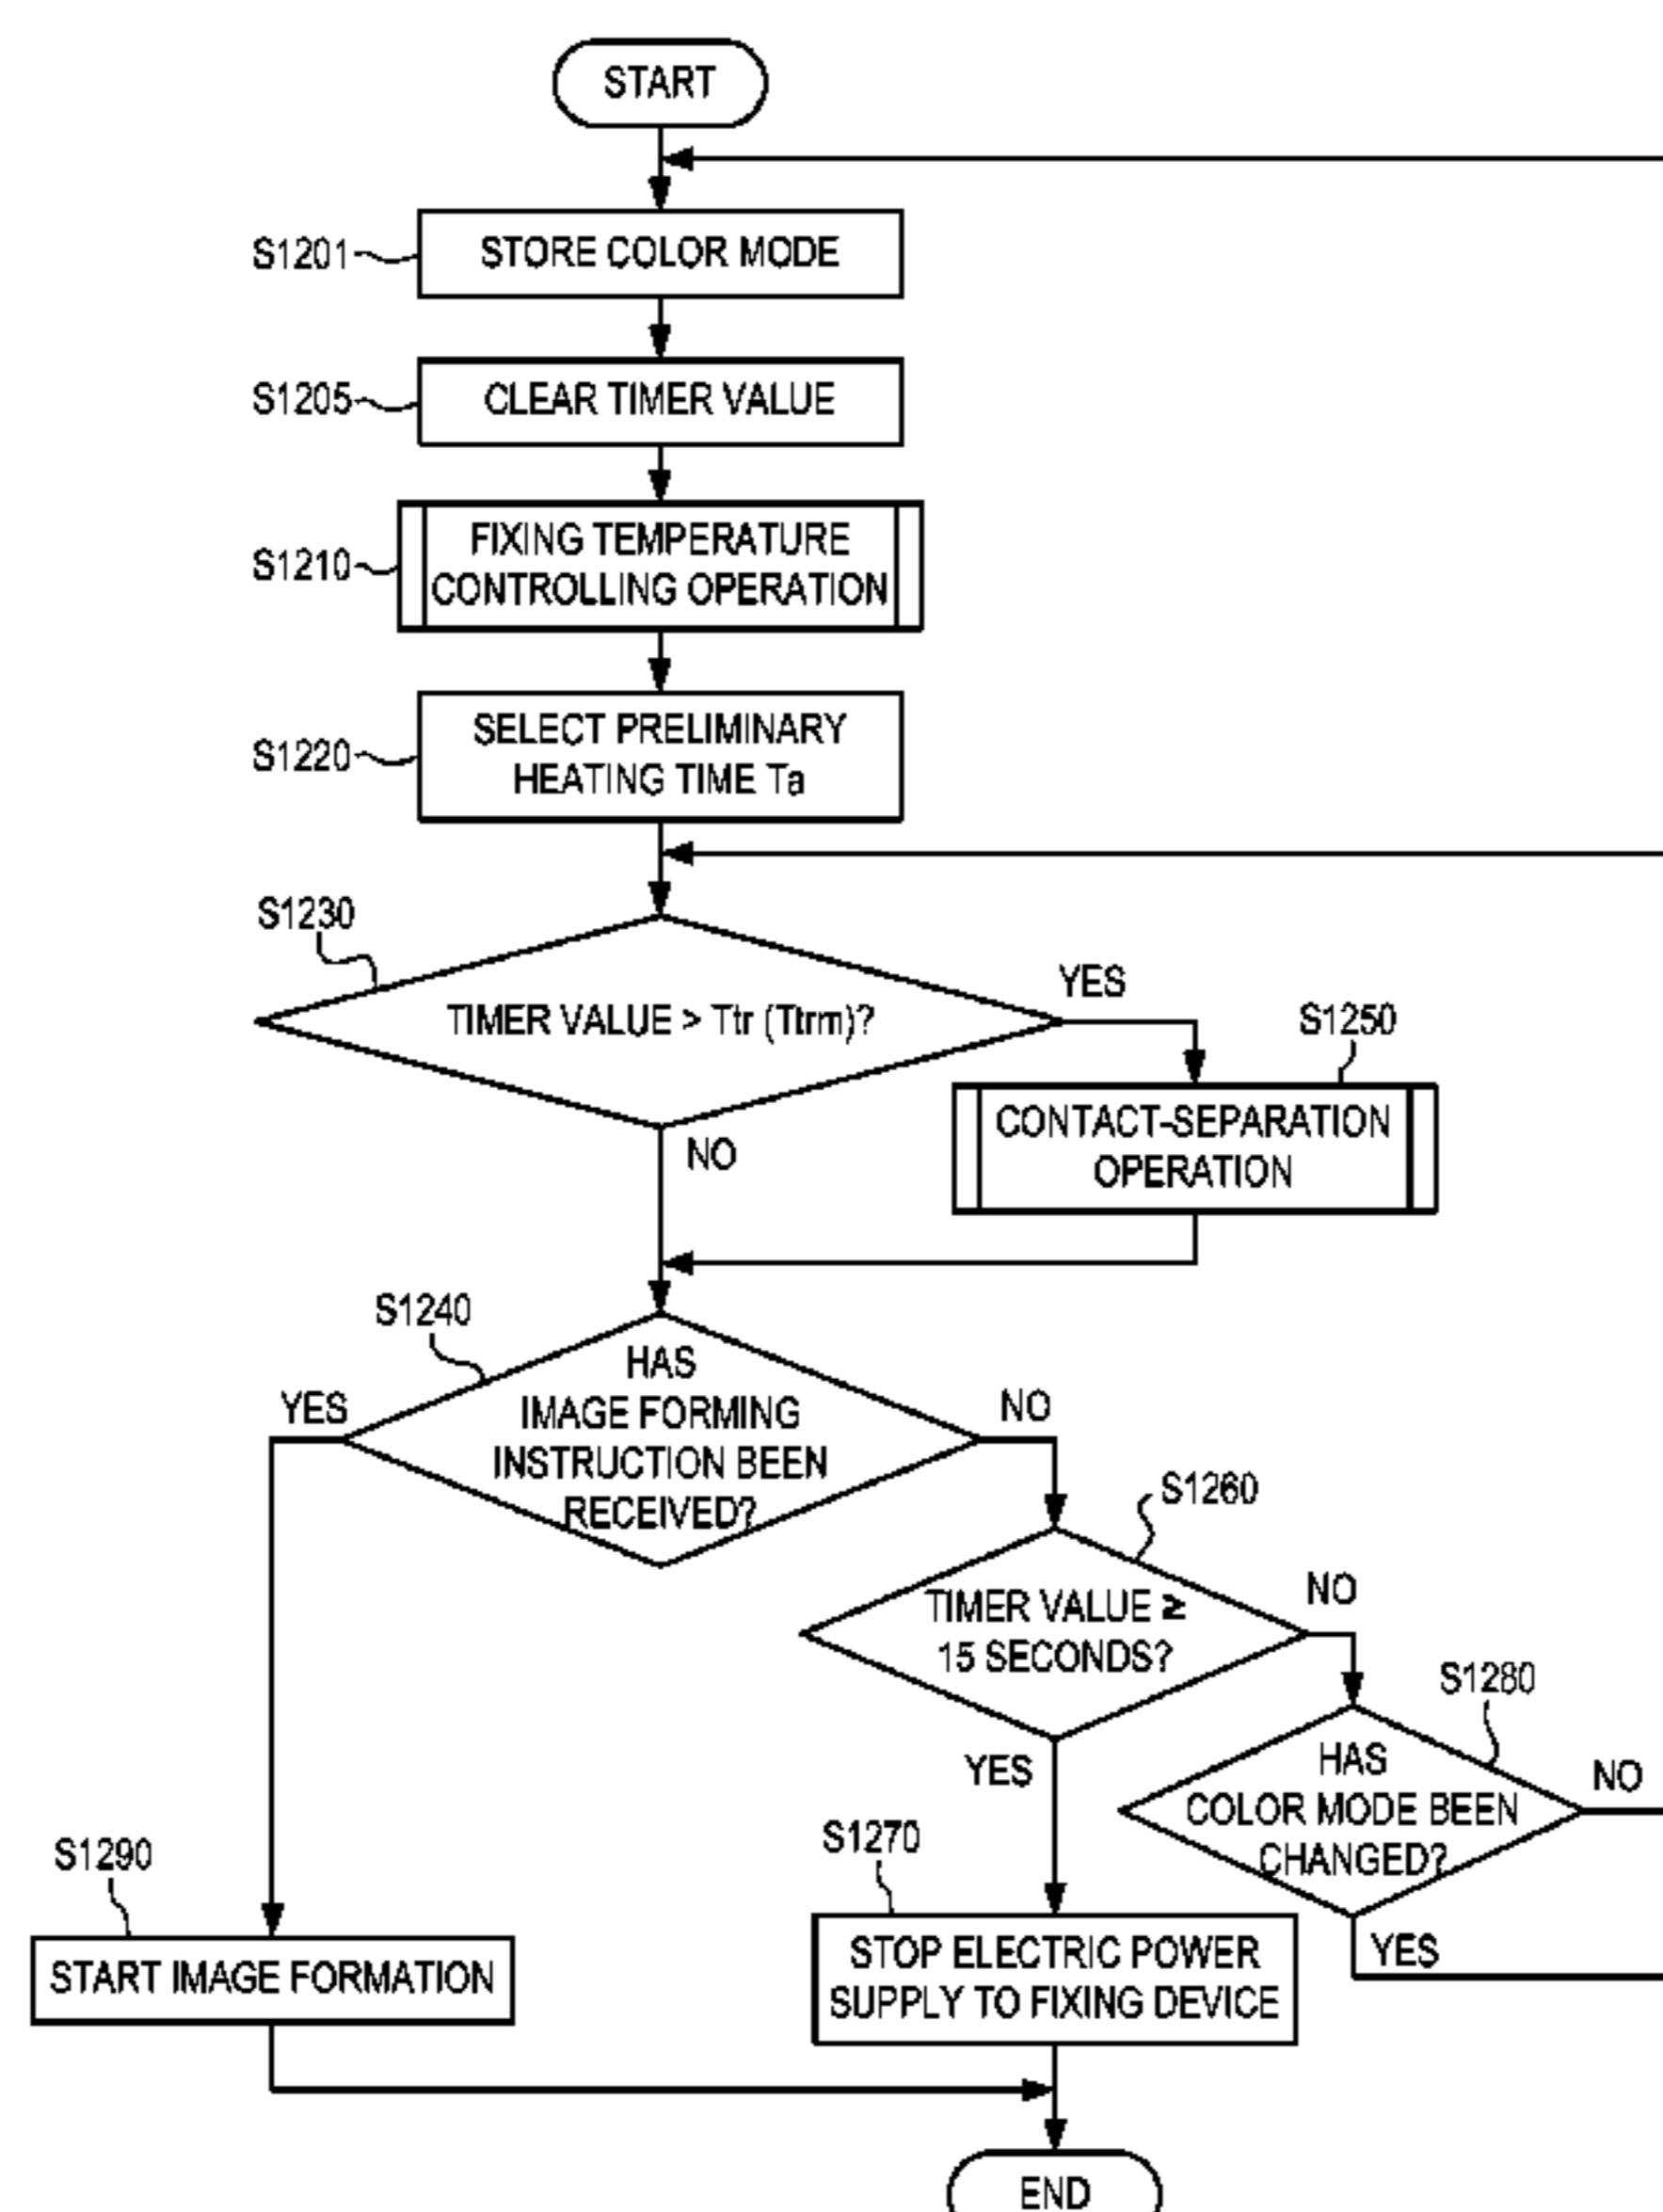 START
S1201
STORE COLOR MODE
S1205
CLEAR TIMER VALUE
S1210
FIXING TEMPERATURE
CONTROLLING OPERATION
S1220
SELECT PRELIMINARY
HEATING TIME Ta
S1230
TIMER VALUE > Ttr (Ttrm)?
YES
NO
S1250
CONTACT-SEPARATION
OPERATION
S1240
HAS
IMAGE FORMING
INSTRUCTION BEEN
RECEIVED?
YES
NO
S1260
TIMER VALUE ≥
15 SECONDS?
NO
YES
S1280
HAS
COLOR MODE BEEN
CHANGED?
NO
YES
S1290
START IMAGE FORMATION
S1270
STOP ELECTRIC POWER
SUPPLY TO FIXING DEVICE
END